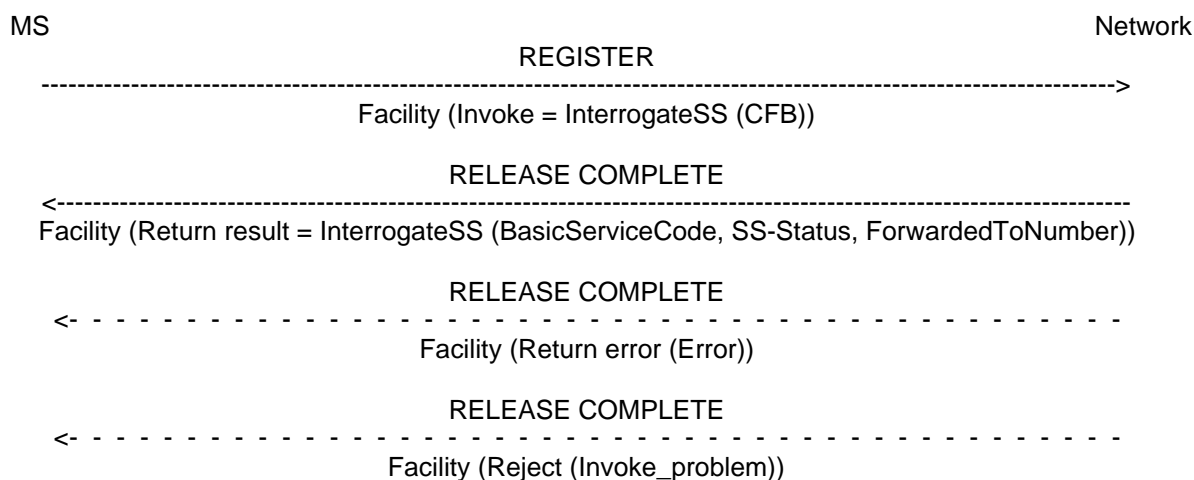 MS Network
REGISTER
Facility (Invoke = InterrogateSS (CFB))
RELEASE COMPLETE
Facility (Return result = InterrogateSS (BasicServiceCode, SS-Status, ForwardedToNumber))
RELEASE COMPLETE
Facility (Return error (Error))
RELEASE COMPLETE
Facility (Reject (Invoke_problem))